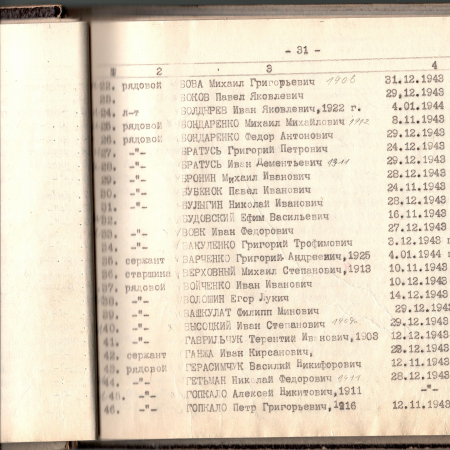 - 31 -
2 3 4
22. рядовой БОВА Михаил Григорьевич 1906 31.12.1943
23. БОКОВ Павел Яковлевич 29.12.1943
24. л-т БОЛДЫРЕВ Иван Яковлевич, 1922 г. 4.01.1944
25. рядовой БОНДАРЕНКО Михаил Михайлович 1912 8.11.1943
26. рядовой БОНДАРЕНКО Федор Антонович 29.12.1943
27. -"- БРАТУСЬ Григорий Петрович 24.12.1943
28. -"- БРАТУСЬ Иван Дементьевич 1911 29.12.1943
29. -"- БРОНИН Михаил Иванович 28.12.1943
30. -"- БУБЕНОК Павел Иванович 24.11.1943
31. -"- БУЛЫГИН Николай Иванович 28.12.1943
32. БУДОВСКИЙ Ефим Васильевич 16.11.1943
33. -"- ВОВК Иван Федорович 27.12.1943
34. -"- ВАКУЛЕНКО Григорий Трофимович 3.12.1943 г
35. сержант ВАРЧЕНКО Григорий Андреевич, 1925 4.01.1944 г
36. старшина ВЕРХОВНЫЙ Михаил Степанович, 1913 10.11.1943
37. рядовой ВОЙЧЕНКО Иван Иванович 10.12.1943
38. -"- ВОЛОШИН Егор Лукич 14.12.1943
39. -"- ВАШКУЛАТ Филипп Минович 29.12.1943
40. -"- ВЫСОЦКИЙ Иван Степанович 29.12.1943
41. -"- ГАВРИЛЬЧУК Терентий Иванович, 1903 12.12.1943
42. сержант ГАНЖА Иван Кирсанович, 28.12.1943
43. рядовой ГЕРАСИМЧУК Василий Никифорович 12.11.1943
44. -"- ГЕТЬМАН Николай Федорович 1911 28.12.1943
45. -"- ГОПКАЛО Алексей Никитович, 1911 -"-
46. -"- ГОПКАЛО Петр Григорьевич, 1916 12.11.1943